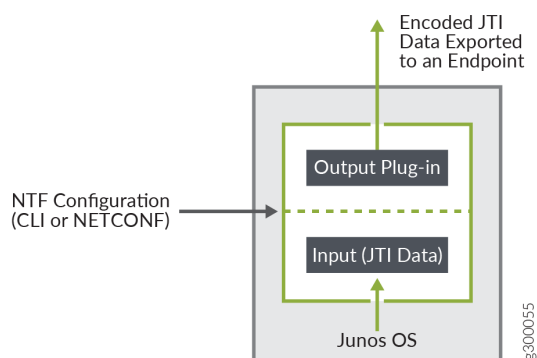 Encoded JTI
Data Exported
to an Endpoint
Output Plug-in
NTF Configuration
(CLI or NETCONF)
Input (JTI Data)
Junos OS
g300055